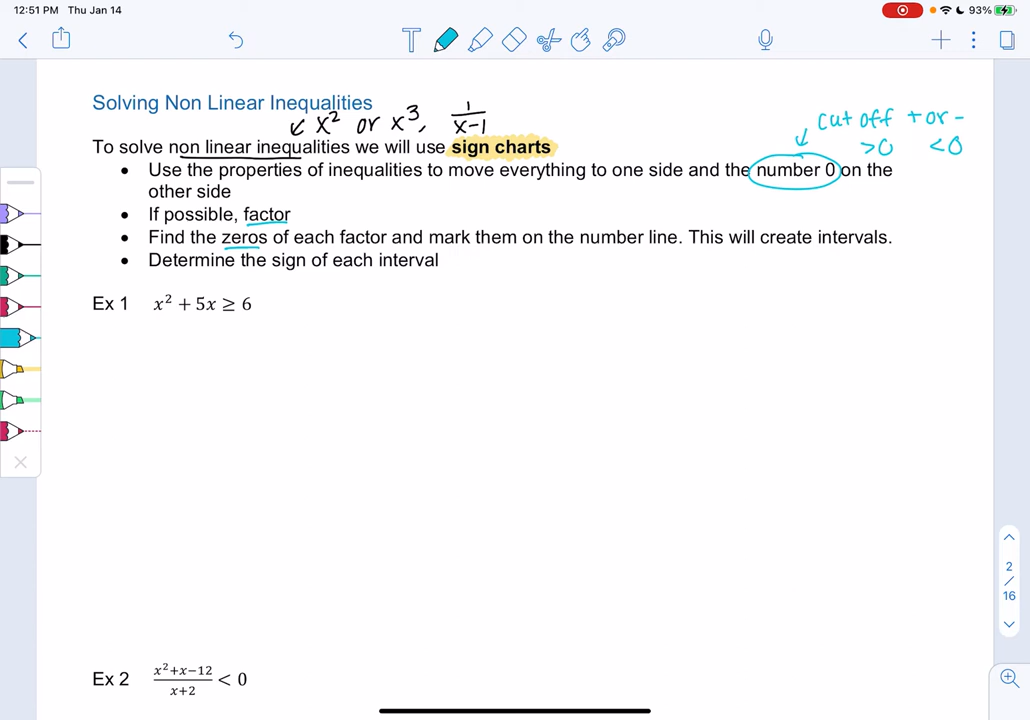 12:51 PM Thu Jan 14
93%
Solving Non Linear Inequalities
x² or x³, 1/(x-1)
cut off + or -
>0 <0
To solve non linear inequalities we will use sign charts
• Use the properties of inequalities to move everything to one side and the number 0 on the
other side
• If possible, factor
• Find the zeros of each factor and mark them on the number line. This will create intervals.
• Determine the sign of each interval
Ex 1 x² + 5x ≥ 6
2
/
16
Ex 2 (x²+x−12)/(x+2) < 0